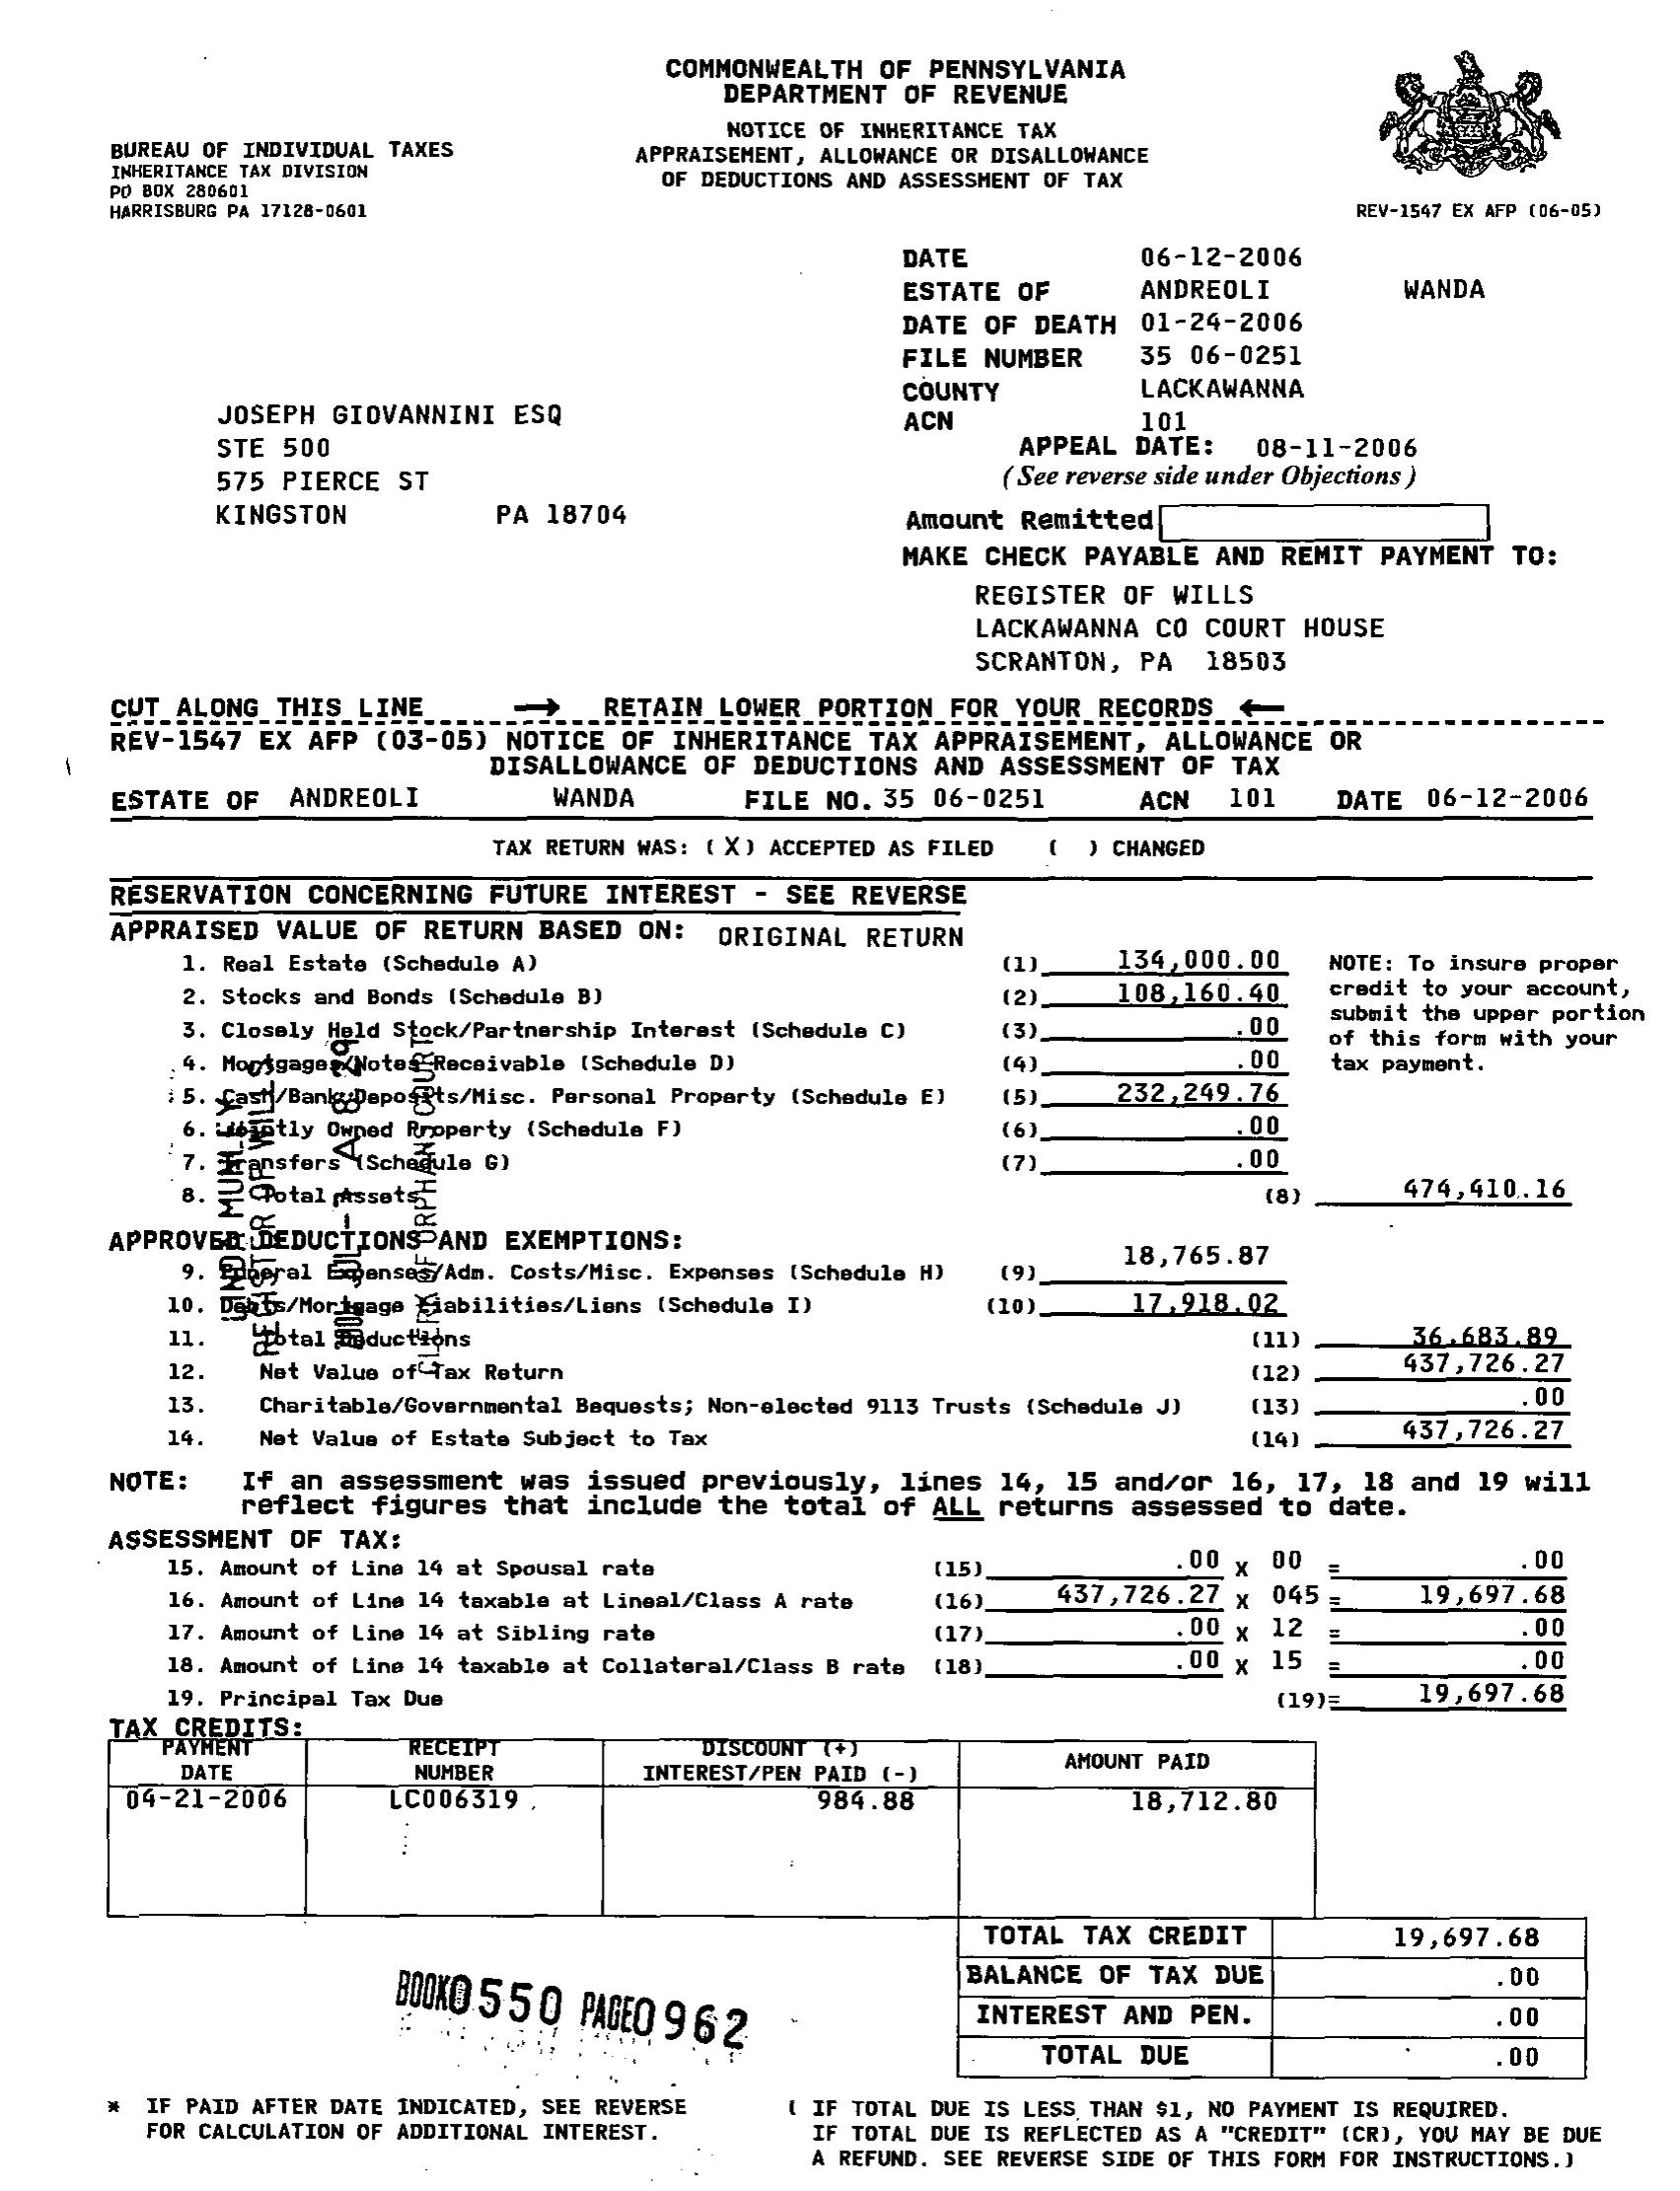 COMMONWEALTH OF PENNSYLVANIA
DEPARTMENT OF REVENUE
NOTICE OF INHERITANCE TAX
APPRAISEMENT, ALLOWANCE OR DISALLOWANCE
OF DEDUCTIONS AND ASSESSMENT OF TAX
BUREAU OF INDIVIDUAL TAXES
INHERITANCE TAX DIVISION
PO BOX 280601
HARRISBURG PA 17128-0601
REV-1547 EX AFP (06-05)
DATE 06-12-2006
ESTATE OF ANDREOLI WANDA
DATE OF DEATH 01-24-2006
FILE NUMBER 35 06-0251
COUNTY LACKAWANNA
ACN 101
APPEAL DATE: 08-11-2006
(See reverse side under Objections)
JOSEPH GIOVANNINI ESQ
STE 500
575 PIERCE ST
KINGSTON PA 18704
Amount Remitted
MAKE CHECK PAYABLE AND REMIT PAYMENT TO:
REGISTER OF WILLS
LACKAWANNA CO COURT HOUSE
SCRANTON, PA 18503
CUT ALONG THIS LINE → RETAIN LOWER PORTION FOR YOUR RECORDS ←
REV-1547 EX AFP (03-05) NOTICE OF INHERITANCE TAX APPRAISEMENT, ALLOWANCE OR
DISALLOWANCE OF DEDUCTIONS AND ASSESSMENT OF TAX
ESTATE OF ANDREOLI WANDA FILE NO. 35 06-0251 ACN 101 DATE 06-12-2006
TAX RETURN WAS: (X) ACCEPTED AS FILED ( ) CHANGED
RESERVATION CONCERNING FUTURE INTEREST - SEE REVERSE
APPRAISED VALUE OF RETURN BASED ON: ORIGINAL RETURN
1. Real Estate (Schedule A) (1) 134,000.00
2. Stocks and Bonds (Schedule B) (2) 108,160.40
3. Closely Held Stock/Partnership Interest (Schedule C) (3) .00
4. Mortgages/Notes Receivable (Schedule D) (4) .00
5. Cash/Bank Deposits/Misc. Personal Property (Schedule E) (5) 232,249.76
6. Jointly Owned Property (Schedule F) (6) .00
7. Transfers (Schedule G) (7) .00
8. Total Assets (8) 474,410.16
NOTE: To insure proper
credit to your account,
submit the upper portion
of this form with your
tax payment.
APPROVED DEDUCTIONS AND EXEMPTIONS:
9. Funeral Expenses/Adm. Costs/Misc. Expenses (Schedule H) (9) 18,765.87
10. Debts/Mortgage Liabilities/Liens (Schedule I) (10) 17,918.02
11. Total Deductions (11) 36,683.89
12. Net Value of Tax Return (12) 437,726.27
13. Charitable/Governmental Bequests; Non-elected 9113 Trusts (Schedule J) (13) .00
14. Net Value of Estate Subject to Tax (14) 437,726.27
REGISTER OF WILLS
A 8: 29
CLERK OF ORPHANS COURT
NOTE: If an assessment was issued previously, lines 14, 15 and/or 16, 17, 18 and 19 will
reflect figures that include the total of ALL returns assessed to date.
ASSESSMENT OF TAX:
15. Amount of Line 14 at Spousal rate (15) .00 X 00 = .00
16. Amount of Line 14 taxable at Lineal/Class A rate (16) 437,726.27 X 045 = 19,697.68
17. Amount of Line 14 at Sibling rate (17) .00 X 12 = .00
18. Amount of Line 14 taxable at Collateral/Class B rate (18) .00 X 15 = .00
19. Principal Tax Due (19)= 19,697.68
TAX CREDITS:
PAYMENT RECEIPT DISCOUNT (+) AMOUNT PAID
DATE NUMBER INTEREST/PEN PAID (-)
04-21-2006 LC006319 984.88 18,712.80
TOTAL TAX CREDIT 19,697.68
BALANCE OF TAX DUE .00
INTEREST AND PEN. .00
TOTAL DUE .00
BOOK0550 PAGE0962
* IF PAID AFTER DATE INDICATED, SEE REVERSE
FOR CALCULATION OF ADDITIONAL INTEREST.
( IF TOTAL DUE IS LESS THAN $1, NO PAYMENT IS REQUIRED.
IF TOTAL DUE IS REFLECTED AS A "CREDIT" (CR), YOU MAY BE DUE
A REFUND. SEE REVERSE SIDE OF THIS FORM FOR INSTRUCTIONS.)